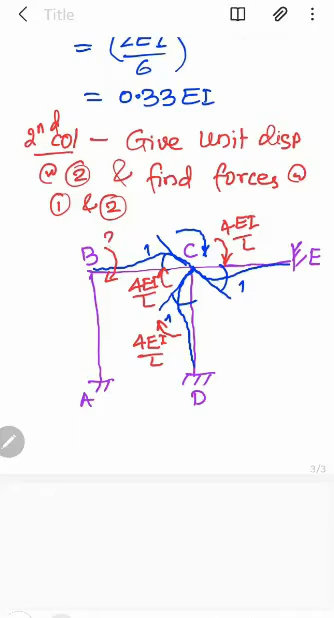 Title
= (2EI/6)
= 0.33EI
2nd col – Give unit disp
@ ② & find forces @
① & ②
? 4EI/L
B 1 C E
4EI/L 1
1
4EI/L
A D
3/3